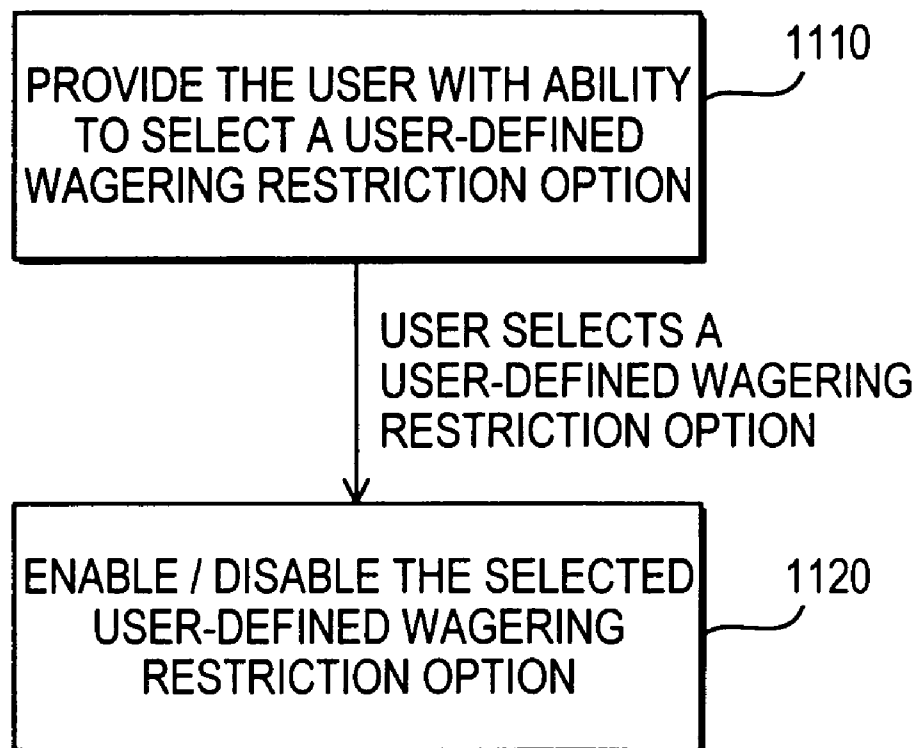 1110
PROVIDE THE USER WITH ABILITY
TO SELECT A USER-DEFINED
WAGERING RESTRICTION OPTION
USER SELECTS A
USER-DEFINED WAGERING
RESTRICTION OPTION
ENABLE / DISABLE THE SELECTED
USER-DEFINED WAGERING
RESTRICTION OPTION
1120